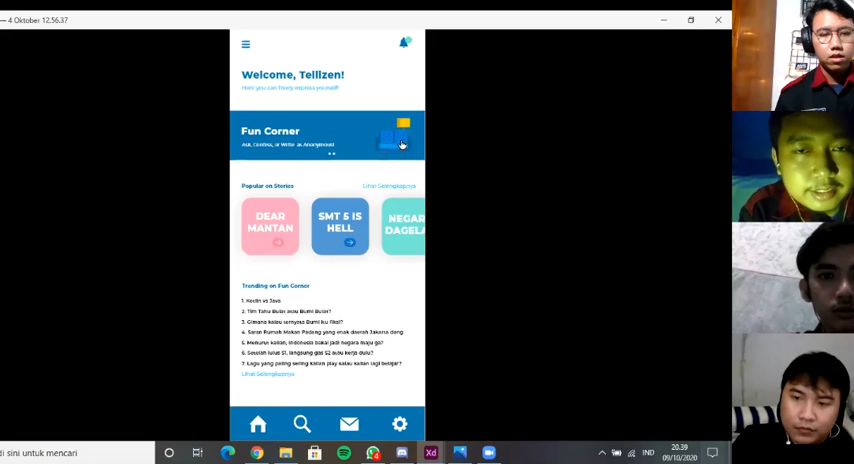 — 4 Oktober 12.56.37
Welcome, Tellizen!
Here you can freely express yourself!
Fun Corner
Ask, Confess, or Write as Anonymous!
Popular on Stories
Lihat Selengkapnya
DEAR
MANTAN
SMT 5 IS
HELL
NEGAR
DAGELA
Trending on Fun Corner
1. Kotlin vs Java
2. Tim Tahu Bulat atau Bumi Bulat?
3. Gimana kalau ternyata Bumi itu fiksi?
4. Saran Rumah Makan Padang yang enak daerah Jakarta dong
5. Menurut kalian, Indonesia bakal jadi negara maju ga?
6. Setelah lulus S1, langsung gas S2 atau kerja dulu?
7. Lagu yang paling sering kalian play kalau kalian lagi belajar?
Lihat Selengkapnya
di sini untuk mencari
4
Xd
IND
20.39
09/10/2020